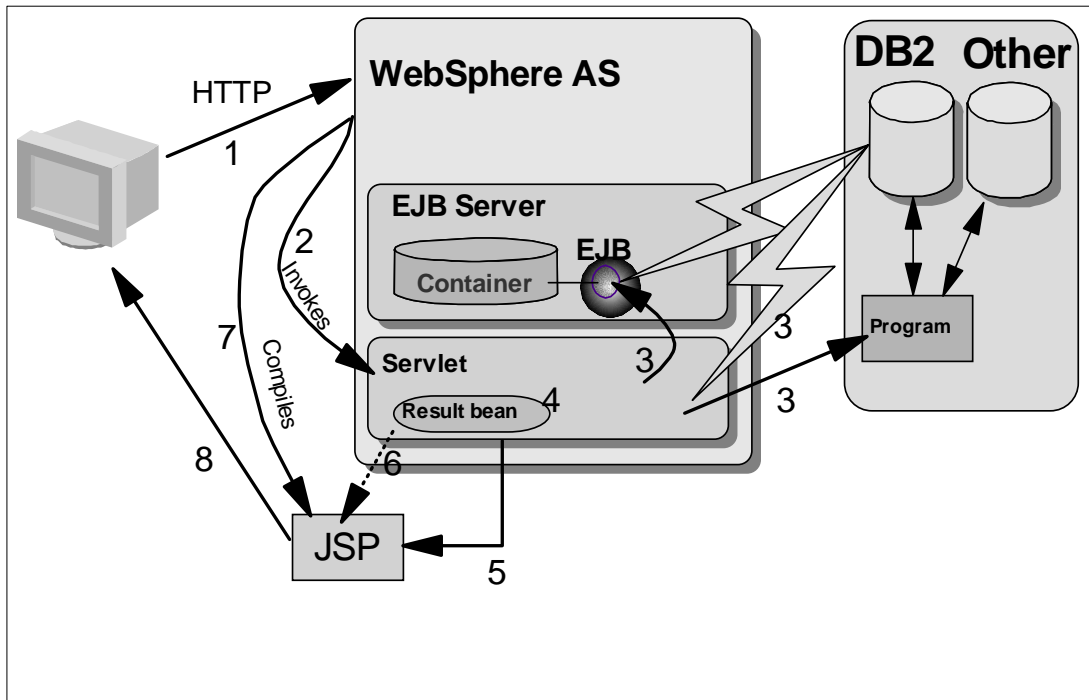 DB2 Other
WebSphere AS
HTTP
1
EJB Server
EJB
Container
2
Invokes
7
Compiles
3
3
3
Program
Servlet
Result bean
4
6
8
JSP
5